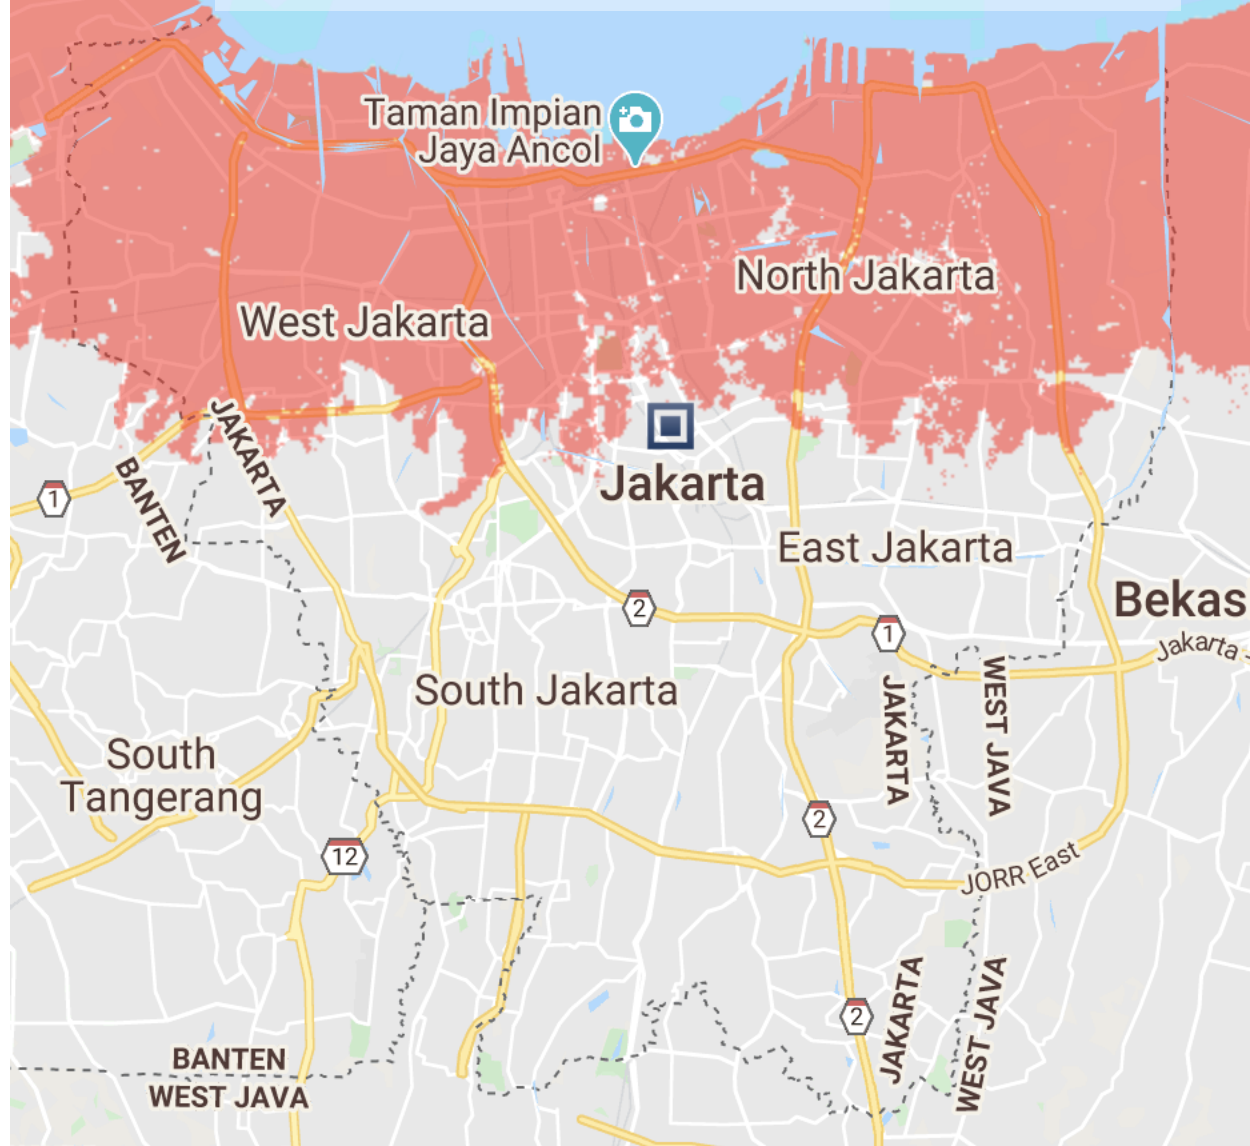 Taman Impian
Jaya Ancol
North Jakarta
West Jakarta
JAKARTA
BANTEN
1
Jakarta
East Jakarta
Bekas
2
1
Jakarta
South Jakarta
WEST JAVA
JAKARTA
South
Tangerang
2
12
JORR East
JAKARTA
WEST JAVA
2
BANTEN
WEST JAVA